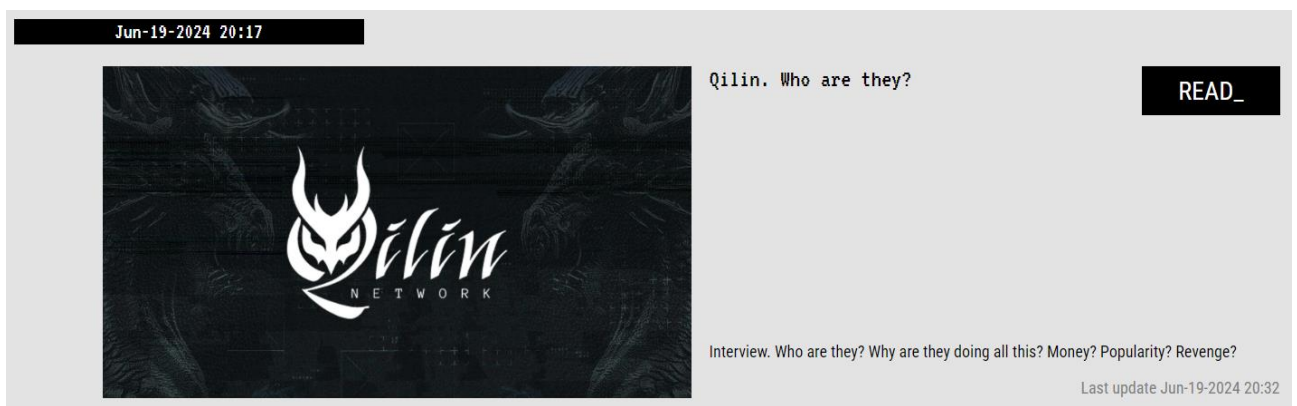 Jun-19-2024 20:17
Qilin. Who are they?
READ_
Qilin
NETWORK
Interview. Who are they? Why are they doing all this? Money? Popularity? Revenge?
Last update Jun-19-2024 20:32